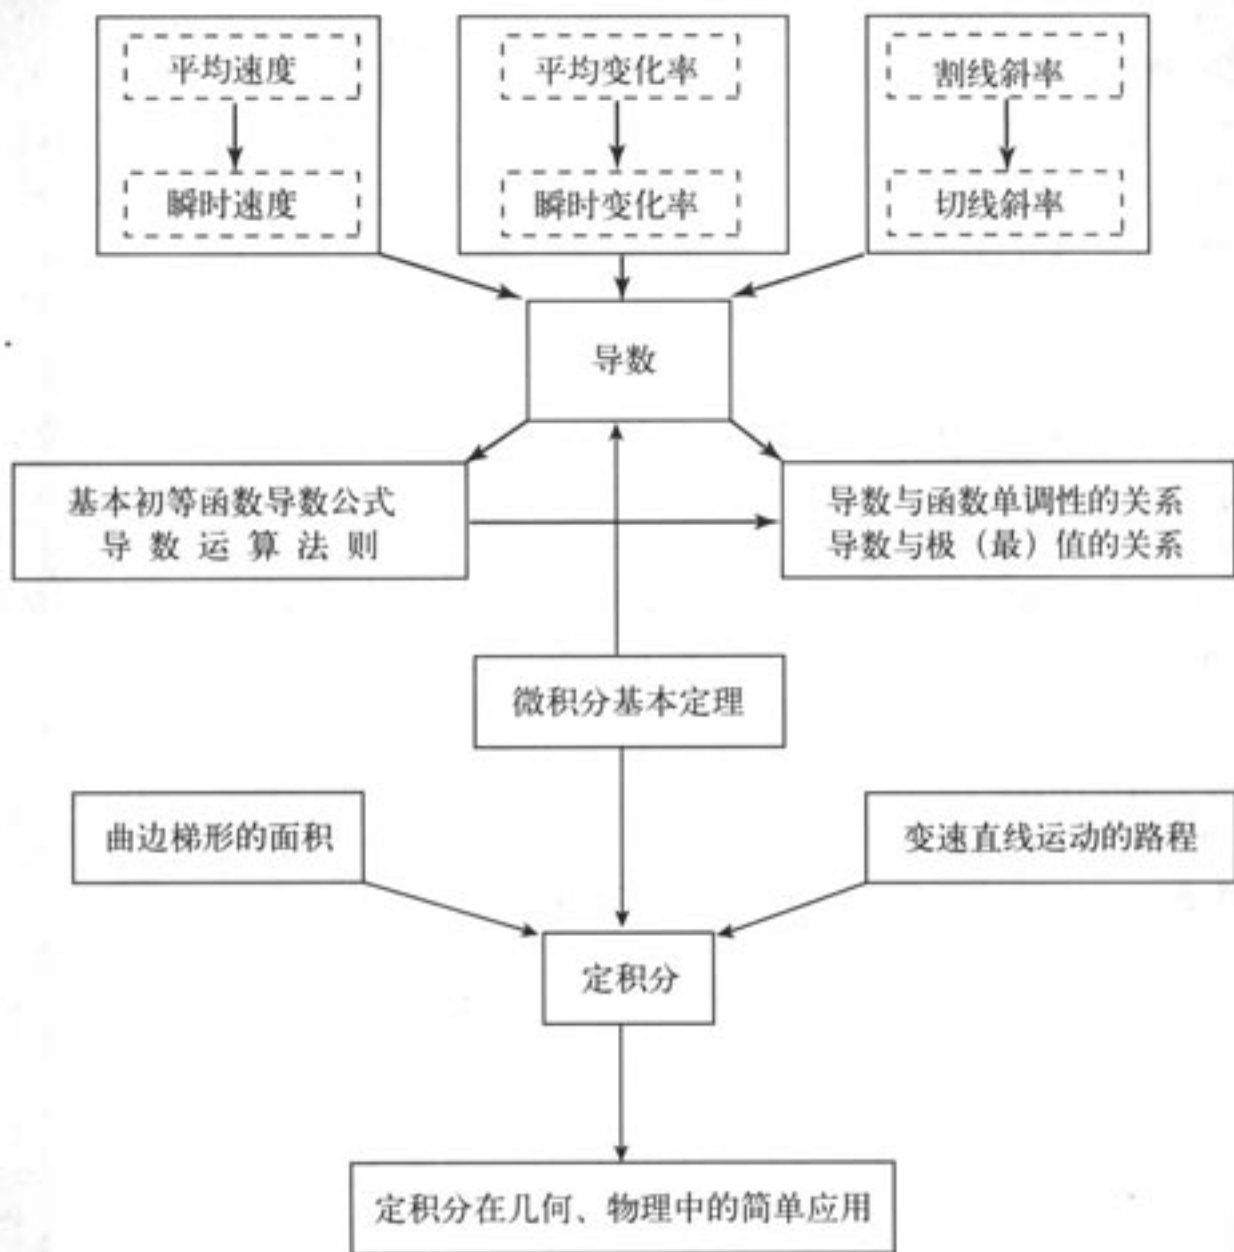 平均速度
平均变化率
割线斜率
瞬时速度
瞬时变化率
切线斜率
导数
基本初等函数导数公式
导 数 运 算 法 则
导数与函数单调性的关系
导数与极（最）值的关系
微积分基本定理
曲边梯形的面积
变速直线运动的路程
定积分
定积分在几何、物理中的简单应用